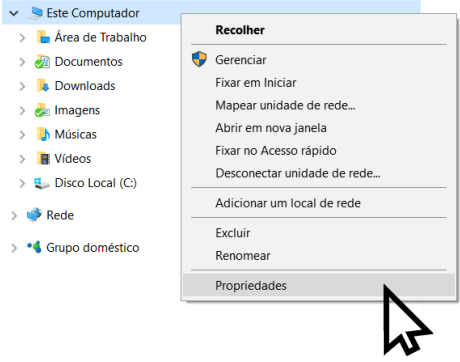 Este Computador
Área de Trabalho
Documentos
Downloads
Imagens
Músicas
Vídeos
Disco Local (C:)
Rede
Grupo doméstico
Recolher
Gerenciar
Fixar em Iniciar
Mapear unidade de rede...
Abrir em nova janela
Fixar no Acesso rápido
Desconectar unidade de rede...
Adicionar um local de rede
Excluir
Renomear
Propriedades